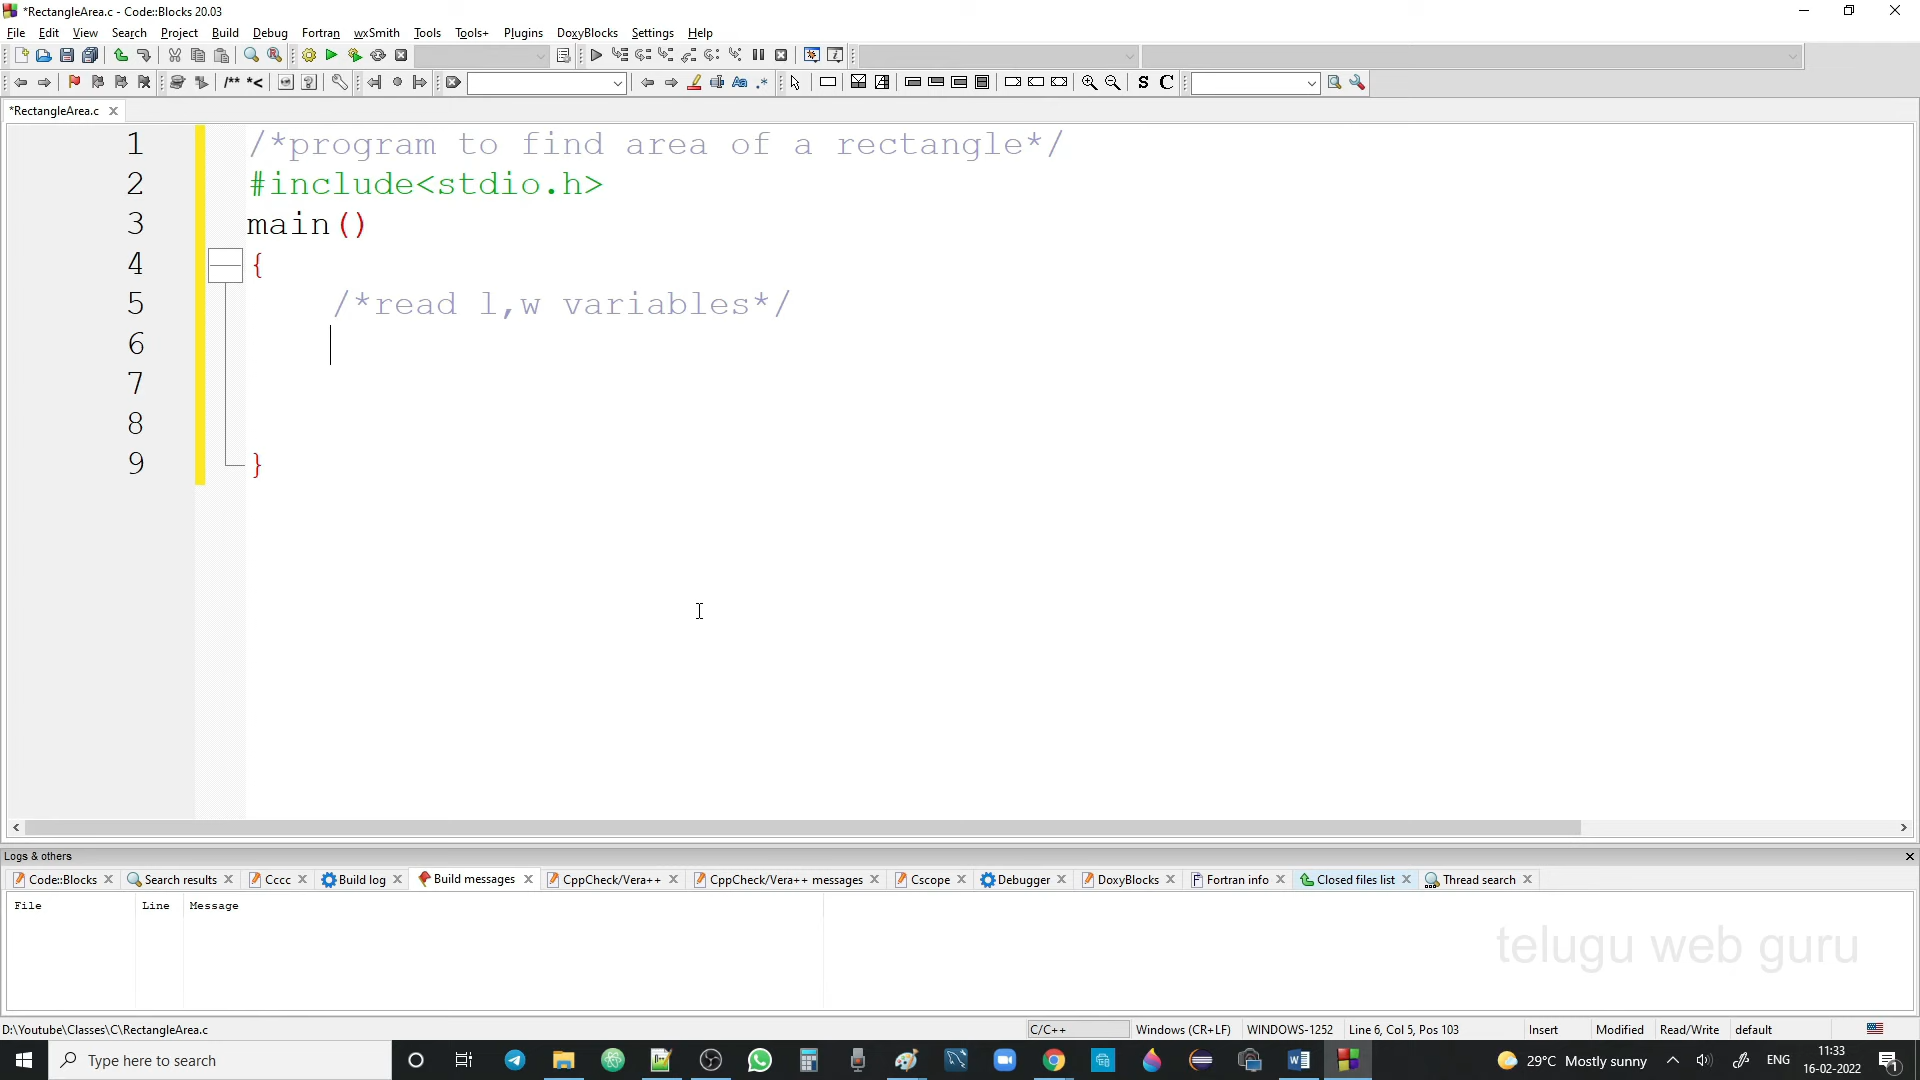 *RectangleArea.c - Code::Blocks 20.03
File Edit View Search Project Build Debug Fortran wxSmith Tools Tools+ Plugins DoxyBlocks Settings Help
/** *< Aa .* S C
*RectangleArea.c
1 /*program to find area of a rectangle*/
2 #include<stdio.h>
3 main()
4 {
5 /*read l,w variables*/
6
7
8
9 }
Logs & others
Code::Blocks Search results Cccc Build log Build messages CppCheck/Vera++ CppCheck/Vera++ messages Cscope Debugger DoxyBlocks Fortran info Closed files list Thread search
File Line Message
telugu web guru
D:\Youtube\Classes\C\RectangleArea.c C/C++ Windows (CR+LF) WINDOWS-1252 Line 6, Col 5, Pos 103 Insert Modified Read/Write default
Type here to search 29°C Mostly sunny ENG 11:33
16-02-2022 1